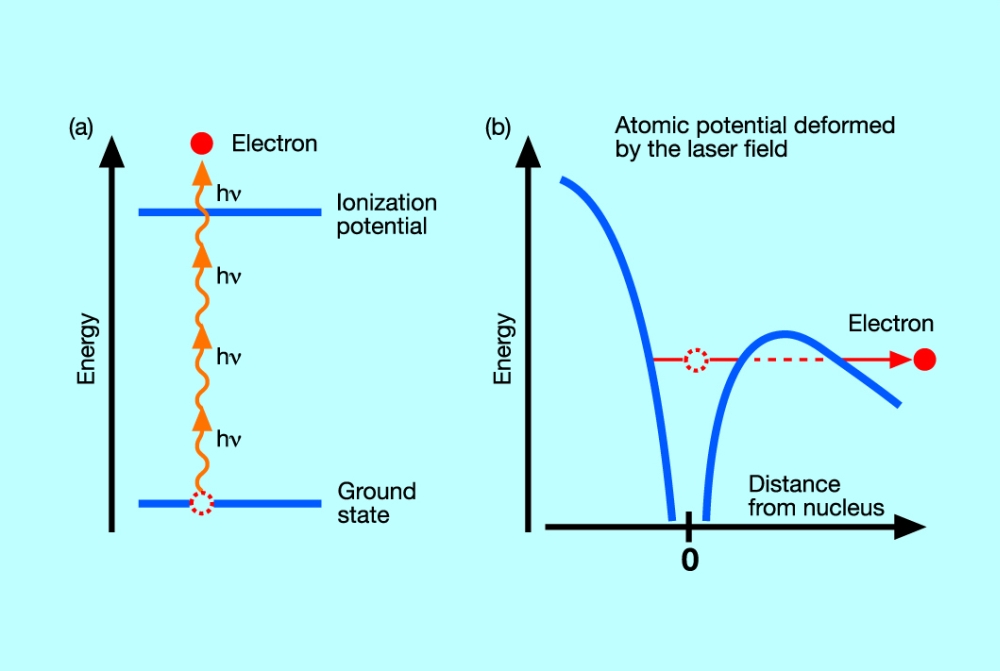 (a)
Electron
hν
Ionization
potential
hν
hν
hν
Ground
state
Energy
(b)
Atomic potential deformed
by the laser field
Electron
Energy
Distance
from nucleus
0